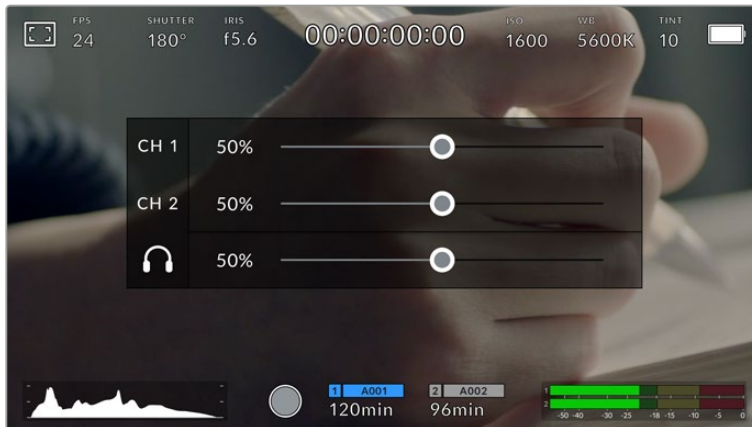 FPS SHUTTER IRIS ISO WB TINT
24 180° f5.6 00:00:00:00 1600 5600K 10
CH 1 50%
CH 2 50%
50%
1 A001 2 A002
120min 96min
1
2
-50 -40 -30 -25 -18 -15 -10 -5 0